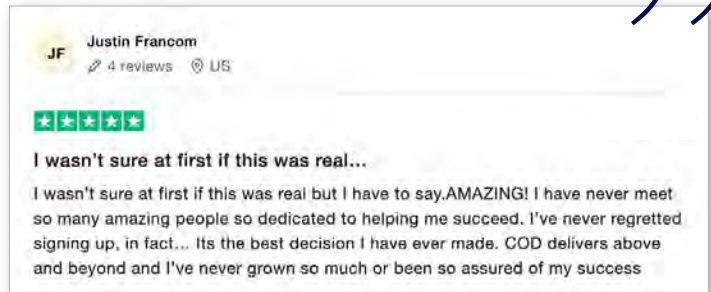 JF
Justin Francom
4 reviews US
I wasn't sure at first if this was real...
I wasn't sure at first if this was real but I have to say.AMAZING! I have never meet
so many amazing people so dedicated to helping me succeed. I've never regretted
signing up, in fact... Its the best decision I have ever made. COD delivers above
and beyond and I've never grown so much or been so assured of my success